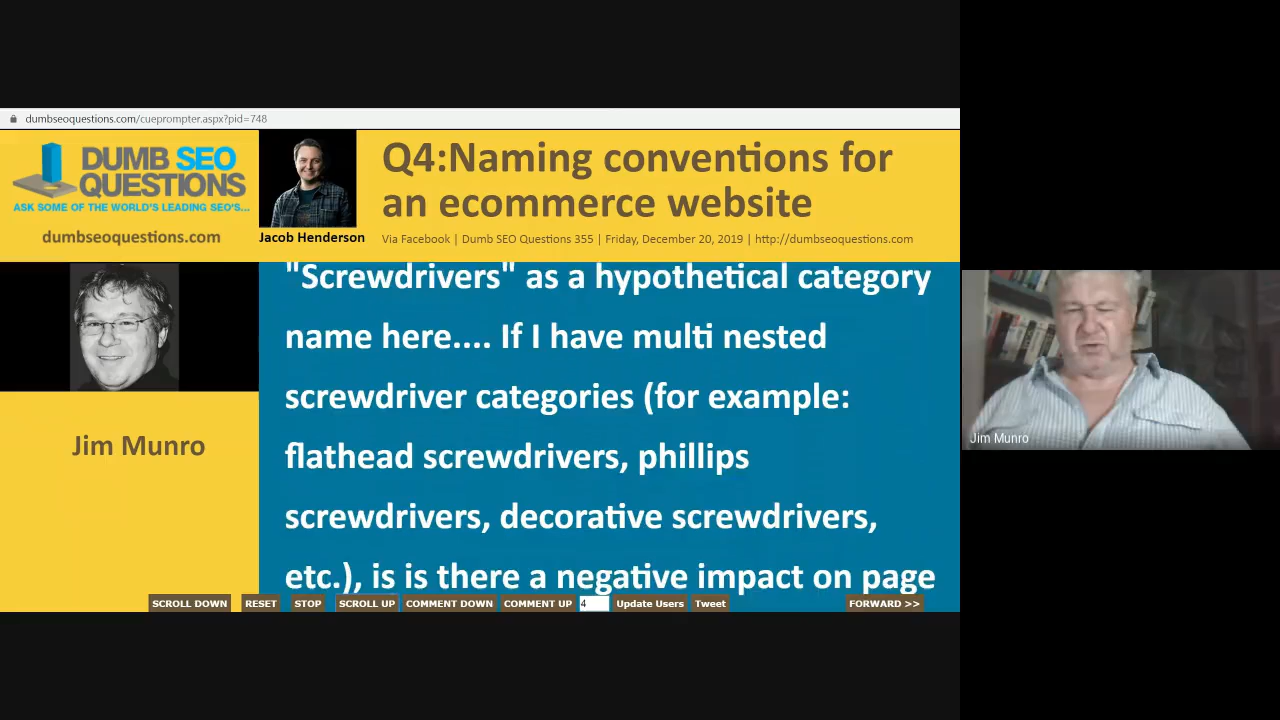 dumbseoquestions.com/cueprompter.aspx?pid=748
DUMB SEO
QUESTIONS
ASK SOME OF THE WORLD'S LEADING SEO'S...
dumbseoquestions.com
Jacob Henderson
Q4:Naming conventions for
an ecommerce website
Via Facebook | Dumb SEO Questions 355 | Friday, December 20, 2019 | http://dumbseoquestions.com
Jim Munro
"Screwdrivers" as a hypothetical category
name here.... If I have multi nested
screwdriver categories (for example:
flathead screwdrivers, phillips
screwdrivers, decorative screwdrivers,
etc.), is is there a negative impact on page
SCROLL DOWN RESET STOP SCROLL UP COMMENT DOWN COMMENT UP 4 Update Users Tweet FORWARD >>
Jim Munro